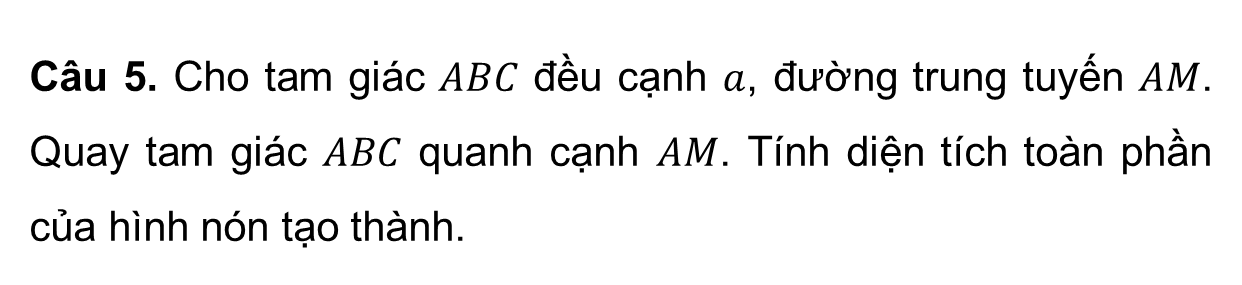 Câu 5. Cho tam giác ABC đều cạnh a, đường trung tuyến AM.
Quay tam giác ABC quanh cạnh AM. Tính diện tích toàn phần
của hình nón tạo thành.